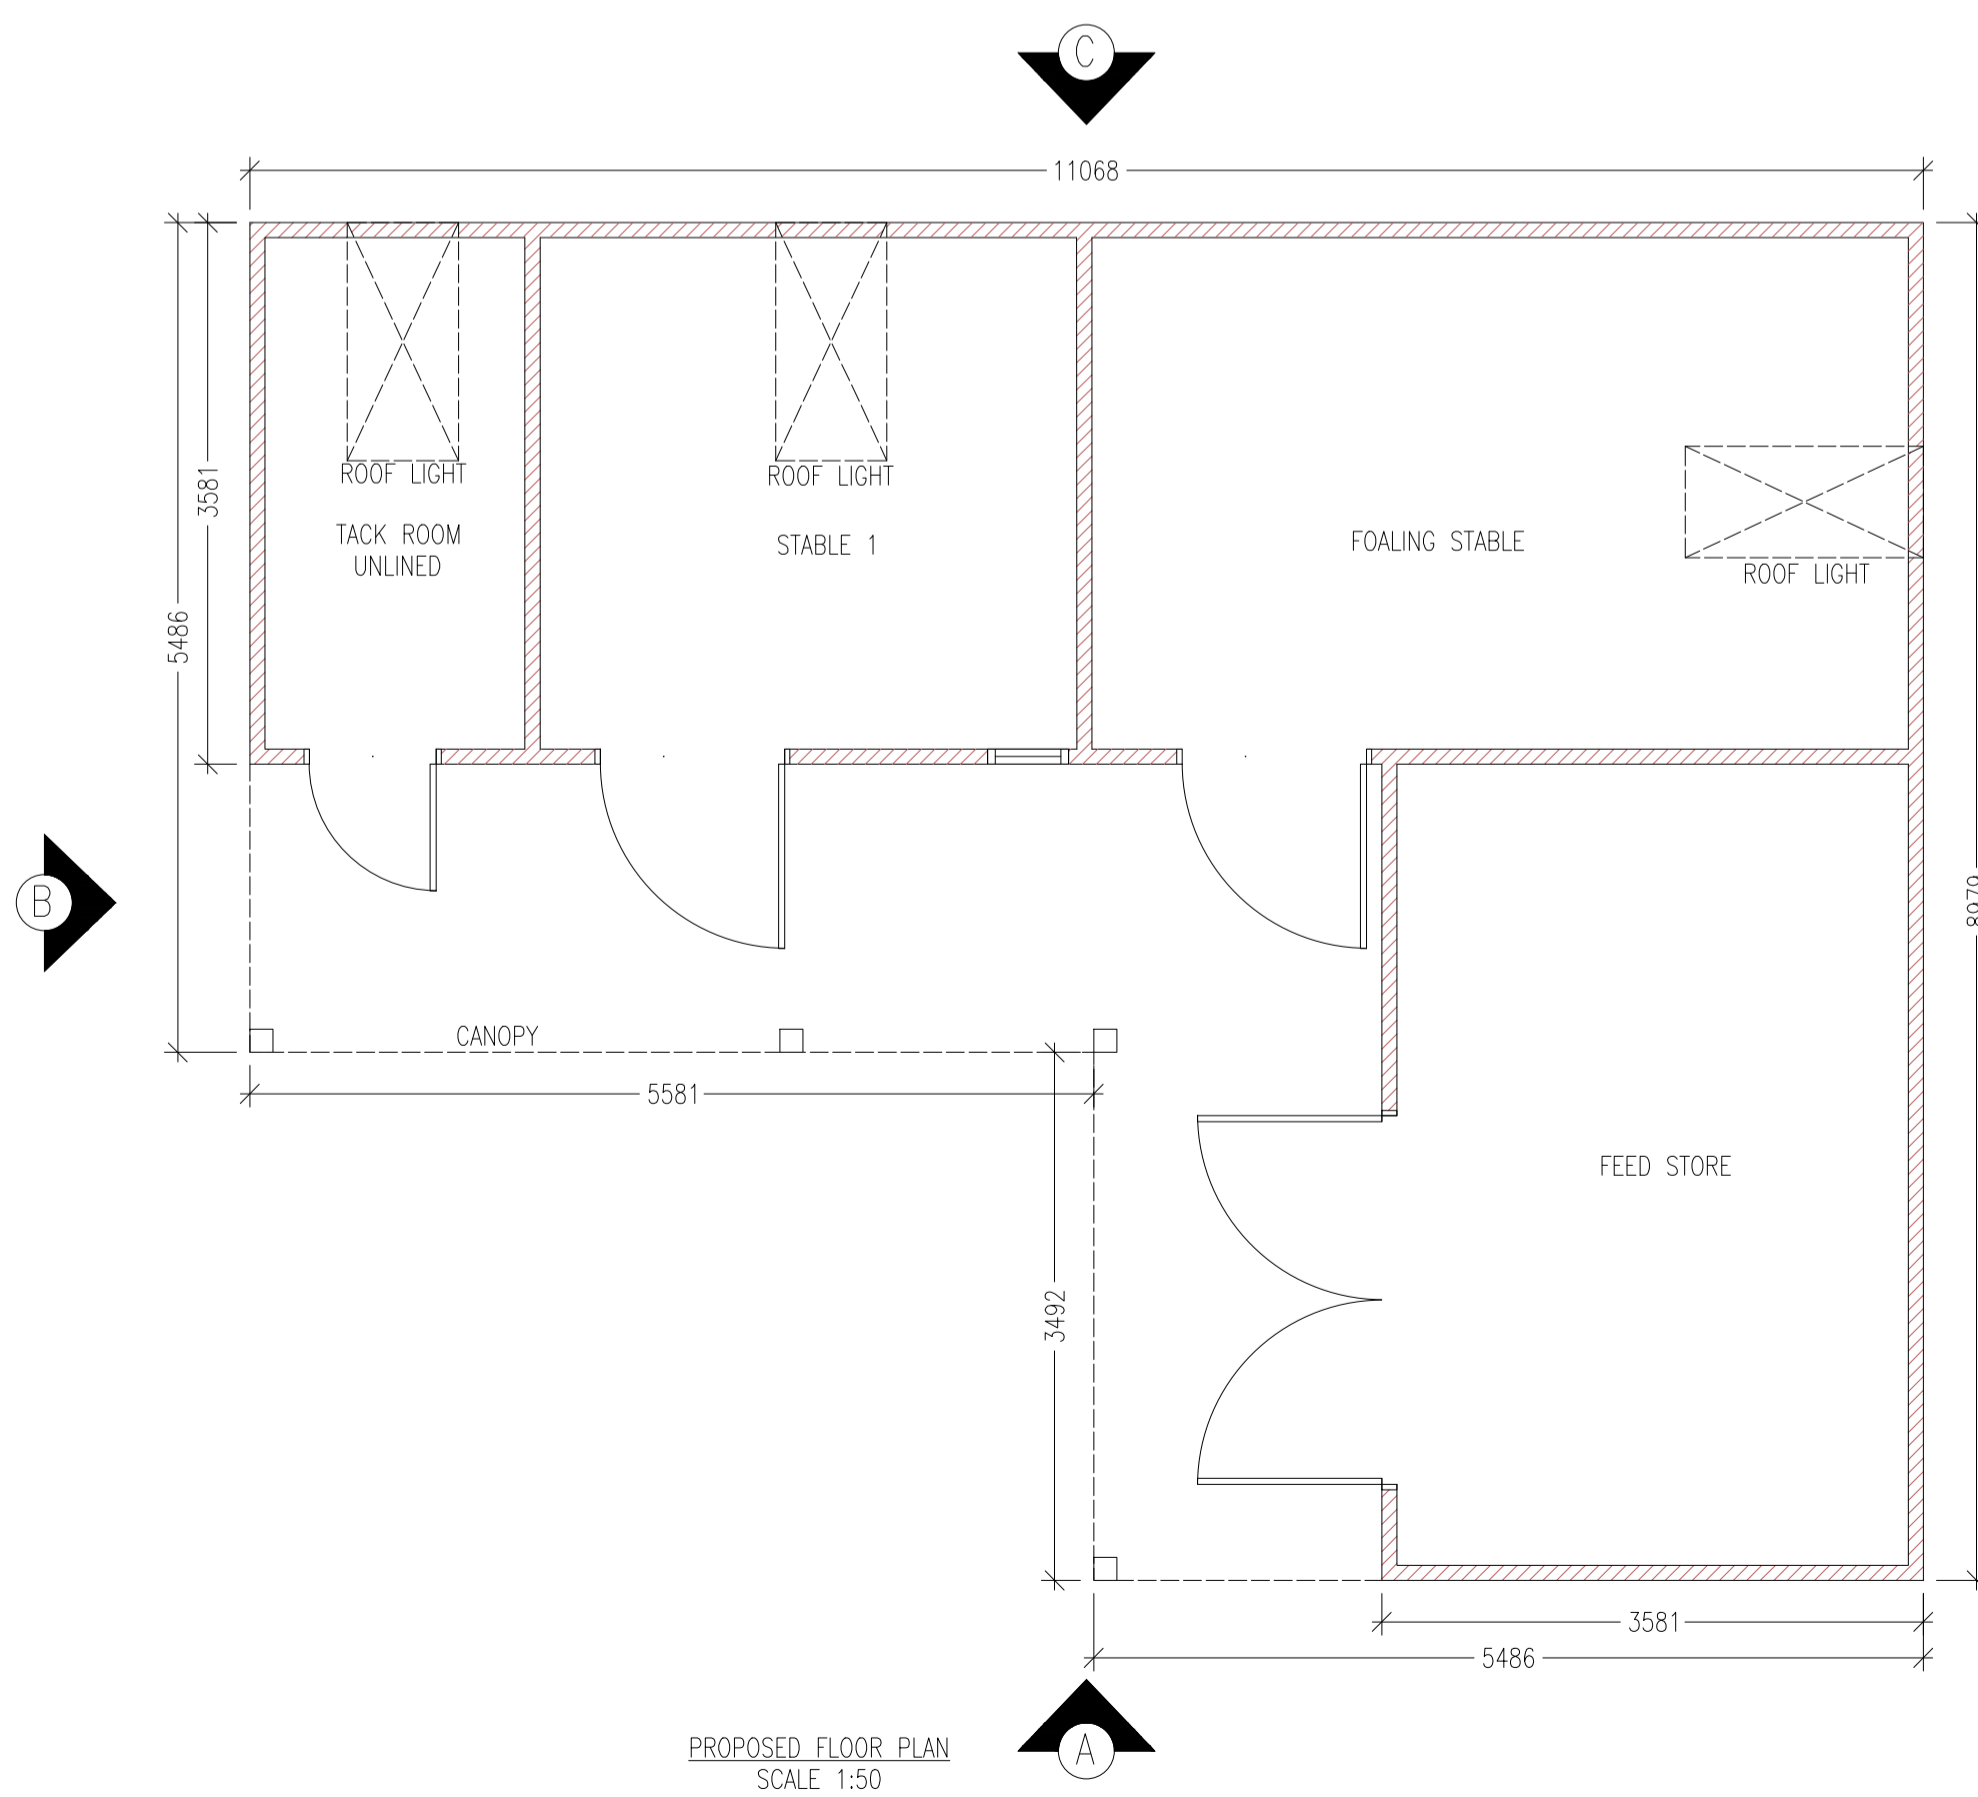 C
11068
ROOF LIGHT
ROOF LIGHT
3581
TACK ROOM
UNLINED
STABLE 1
FOALING STABLE
ROOF LIGHT
5486
B
8979
CANOPY
5581
FEED STORE
3492
3581
5486
A
PROPOSED FLOOR PLAN
SCALE 1:50